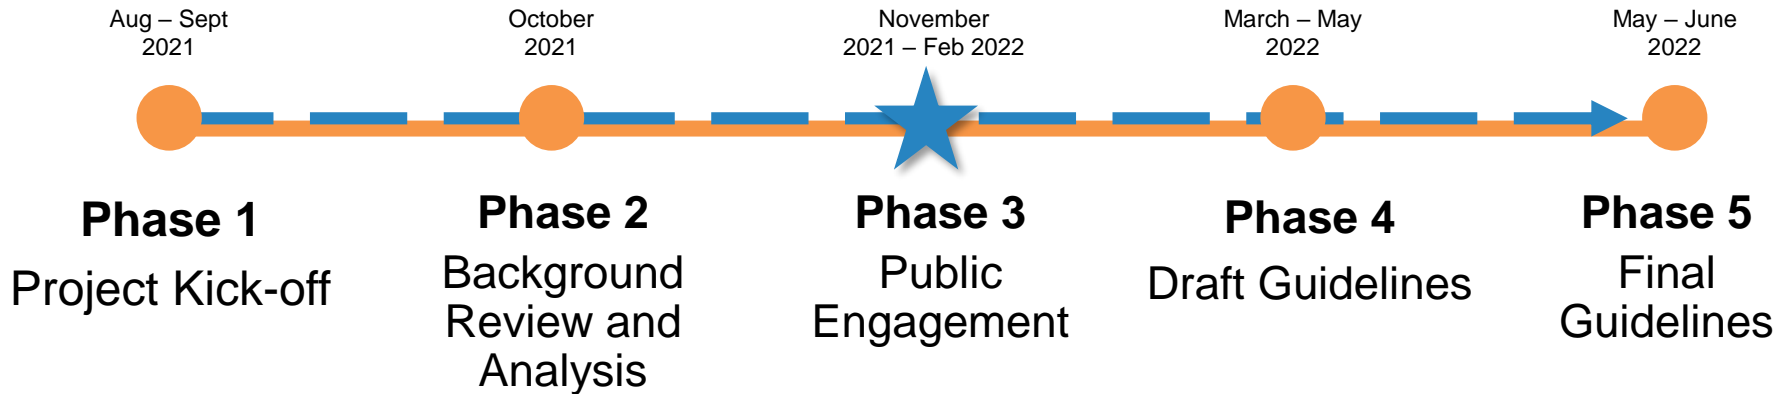 Aug – Sept
2021
October
2021
November
2021 – Feb 2022
March – May
2022
May – June
2022
Phase 1
Project Kick-off
Phase 2
Background
Review and
Analysis
Phase 3
Public
Engagement
Phase 4
Draft Guidelines
Phase 5
Final
Guidelines